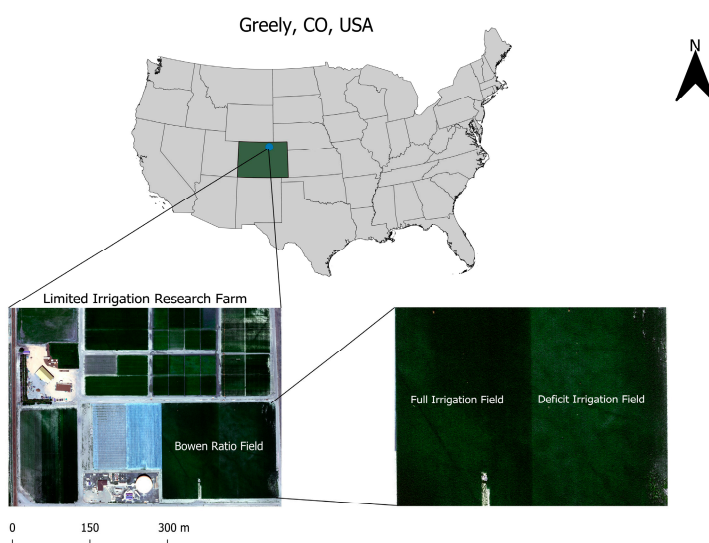 Greely, CO, USA
N
Limited Irrigation Research Farm
Bowen Ratio Field
Full Irrigation Field
Deficit Irrigation Field
0 150 300 m